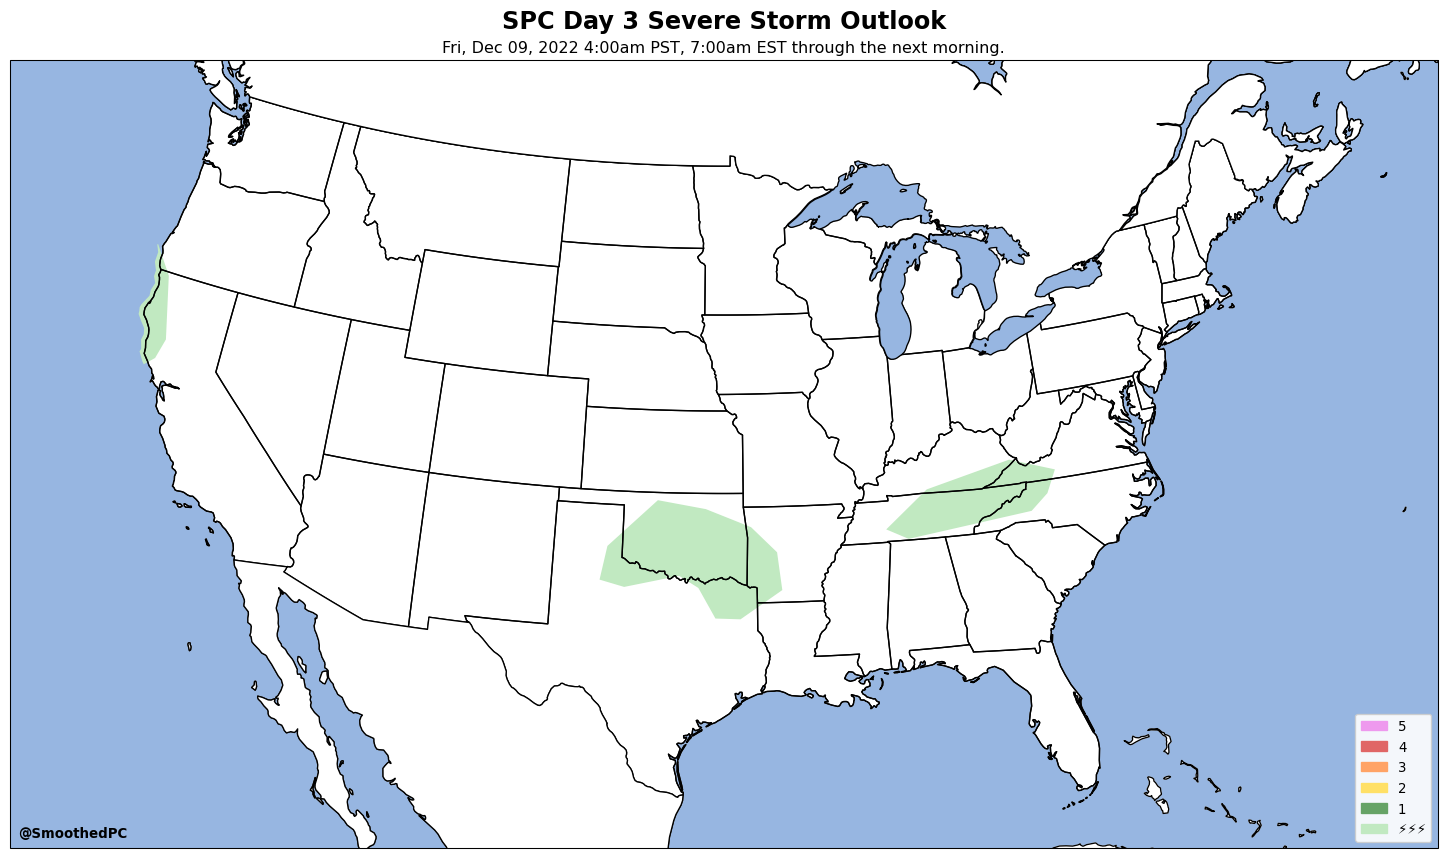 SPC Day 3 Severe Storm Outlook
Fri, Dec 09, 2022 4:00am PST, 7:00am EST through the next morning.
5
4
3
2
1
⚡⚡⚡
@SmoothedPC